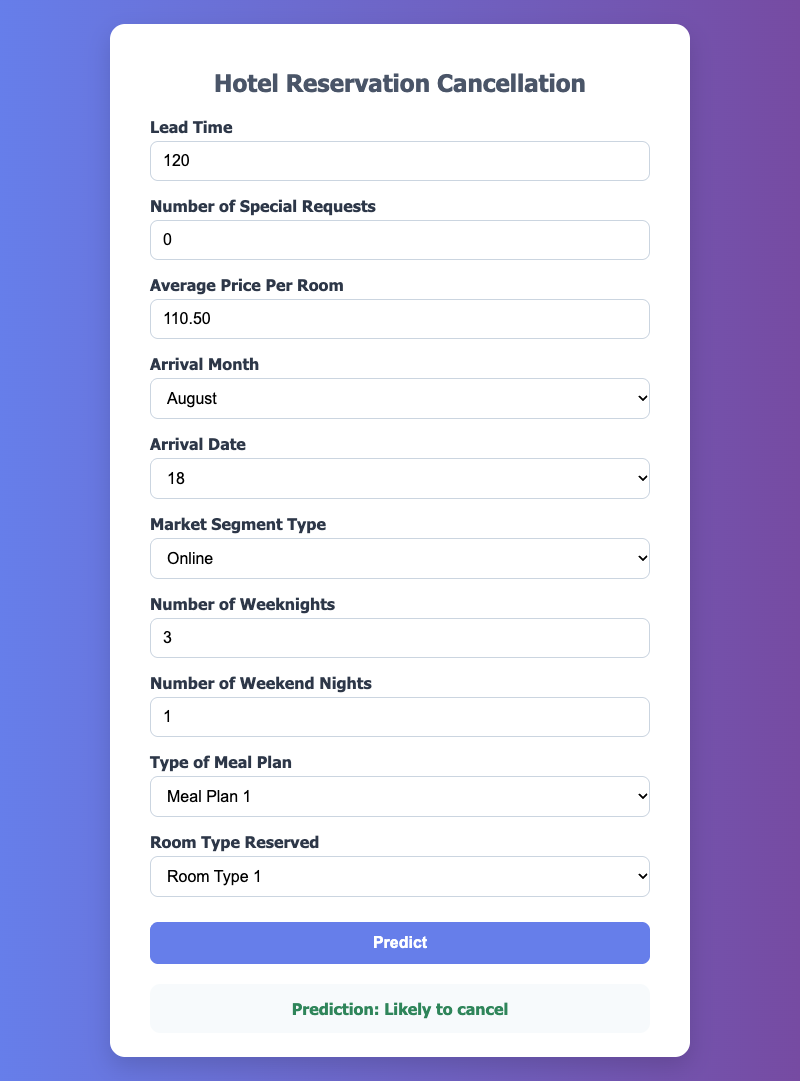 Hotel Reservation Cancellation
Lead Time
120
Number of Special Requests
0
Average Price Per Room
110.50
Arrival Month
August
Arrival Date
18
Market Segment Type
Online
Number of Weeknights
3
Number of Weekend Nights
1
Type of Meal Plan
Meal Plan 1
Room Type Reserved
Room Type 1
Predict
Prediction: Likely to cancel